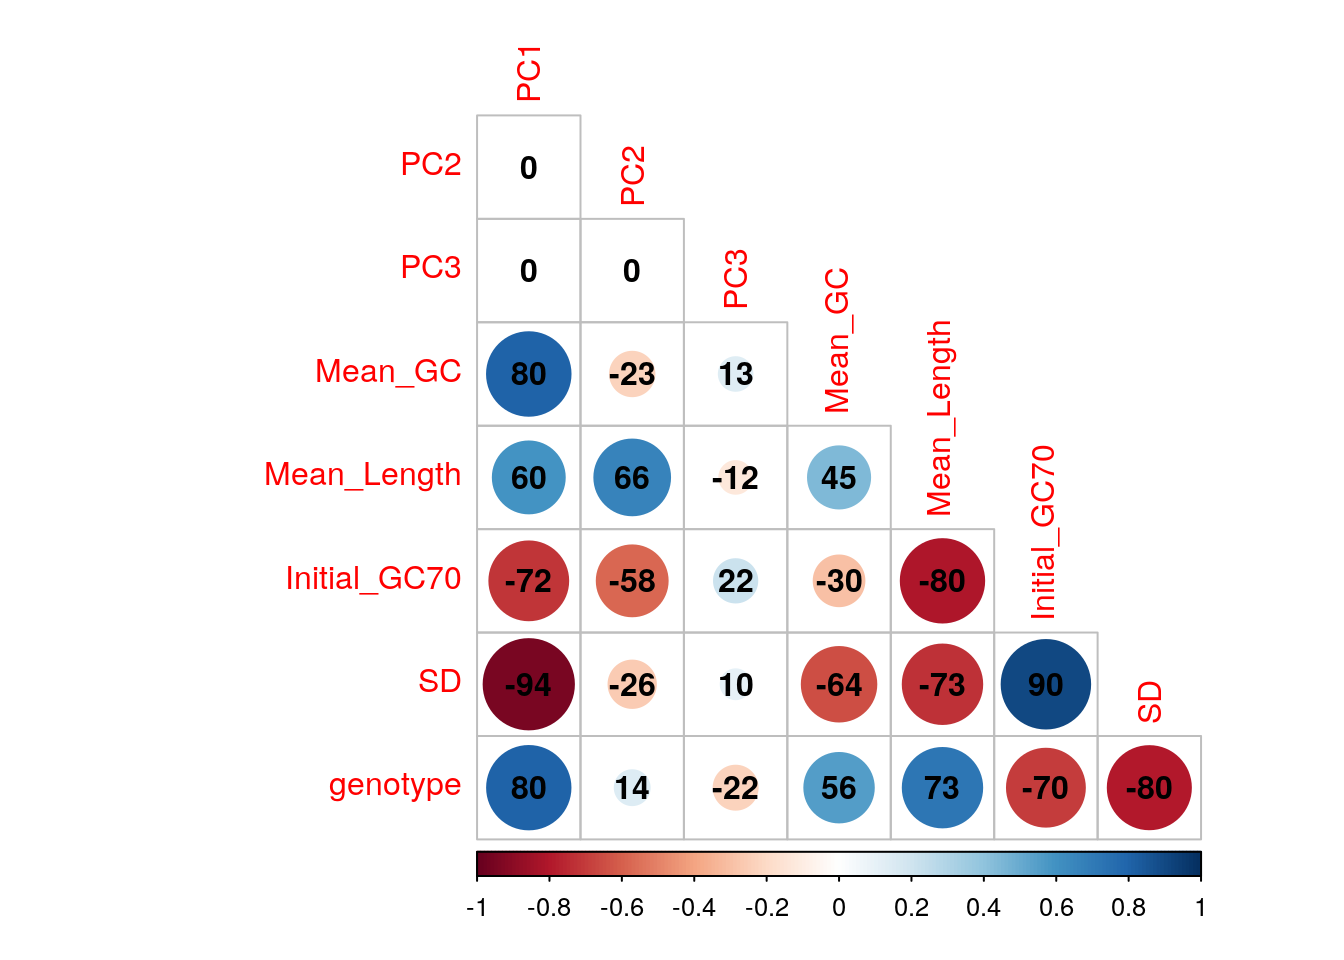 PC1
PC2 0 PC2
PC3 0 0 PC3
Mean_GC 80 -23 13 Mean_GC
Mean_Length 60 66 -12 45 Mean_Length
Initial_GC70 -72 -58 22 -30 -80 Initial_GC70
SD -94 -26 10 -64 -73 90 SD
genotype 80 14 -22 56 73 -70 -80
-1 -0.8 -0.6 -0.4 -0.2 0 0.2 0.4 0.6 0.8 1